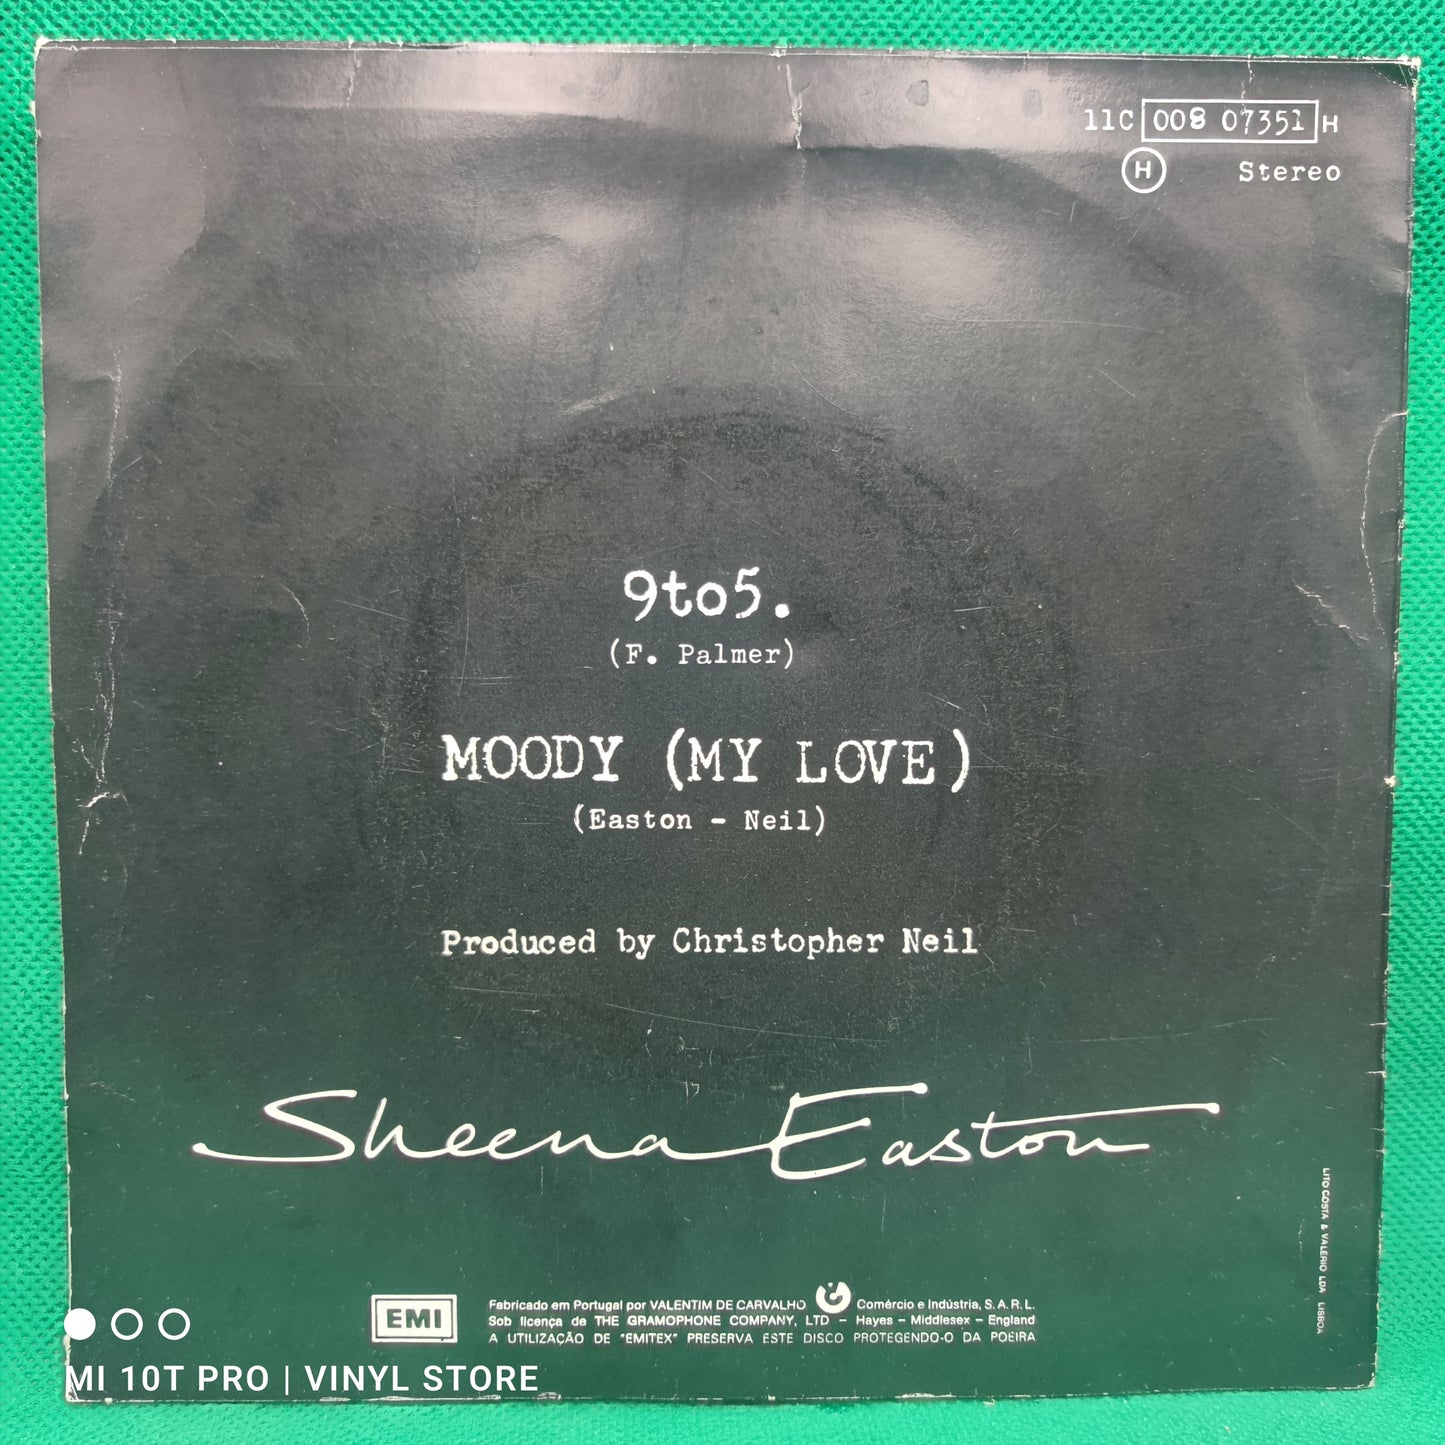 11C 008 07351 H
H Stereo
9to5.
(F. Palmer)
MOODY (MY LOVE)
(Easton - Neil)
Produced by Christopher Neil
Sheena Easton
LITO COSTA & VALERIO LDA LISBOA
EMI
Fabricado em Portugal por VALENTIM DE CARVALHO Comércio e Indústria, S.A.R.L.
Sob licença de THE GRAMOPHONE COMPANY, LTD – Hayes – Middlesex – England
A UTILIZAÇÃO DE "EMITEX" PRESERVA ESTE DISCO PROTEGENDO-O DA POEIRA
MI 10T PRO | VINYL STORE